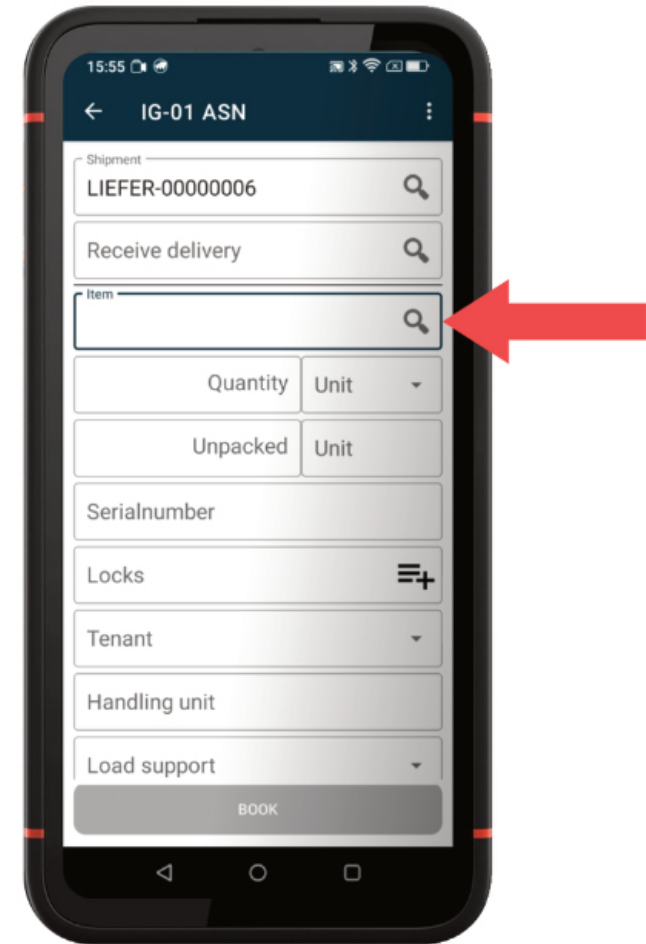 15:55
IG-01 ASN
Shipment
LIEFER-00000006
Receive delivery
Item
Quantity Unit
Unpacked Unit
Serialnumber
Locks
Tenant
Handling unit
Load support
BOOK